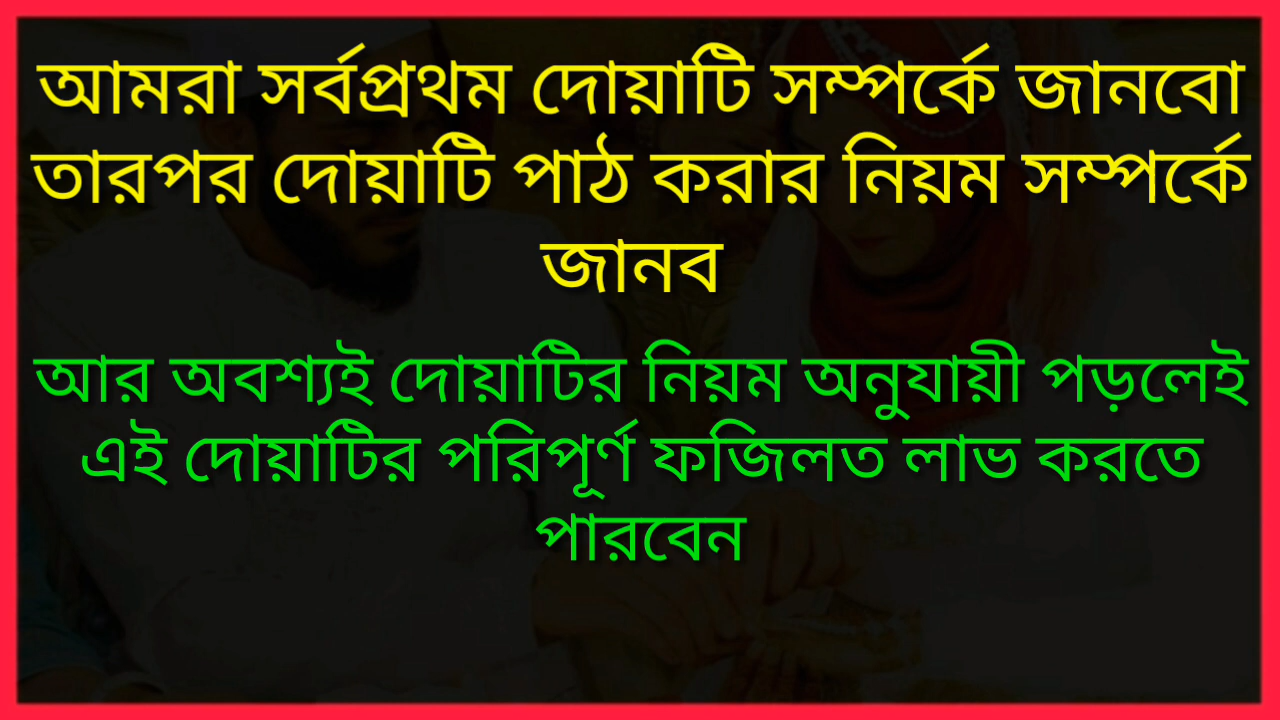 আমরা সর্বপ্রথম দোয়াটি সম্পর্কে জানবো
তারপর দোয়াটি পাঠ করার নিয়ম সম্পর্কে
জানব
আর অবশ্যই দোয়াটির নিয়ম অনুযায়ী পড়লেই
এই দোয়াটির পরিপূর্ণ ফজিলত লাভ করতে
পারবেন